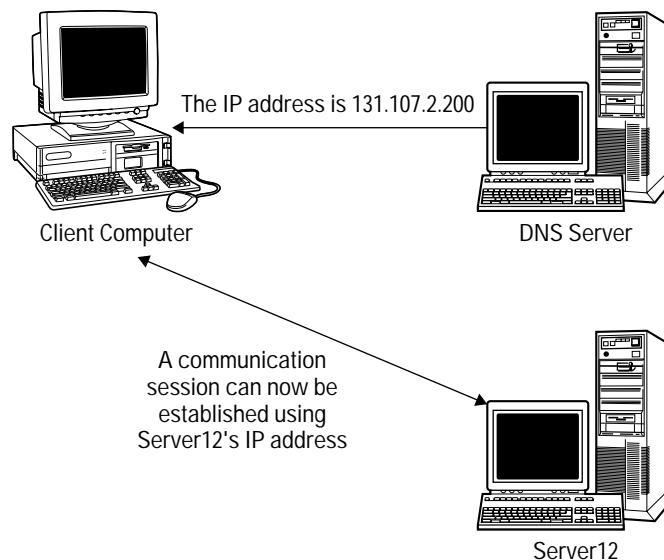 The IP address is 131.107.2.200
Client Computer
DNS Server
A communication
session can now be
established using
Server12's IP address
Server12